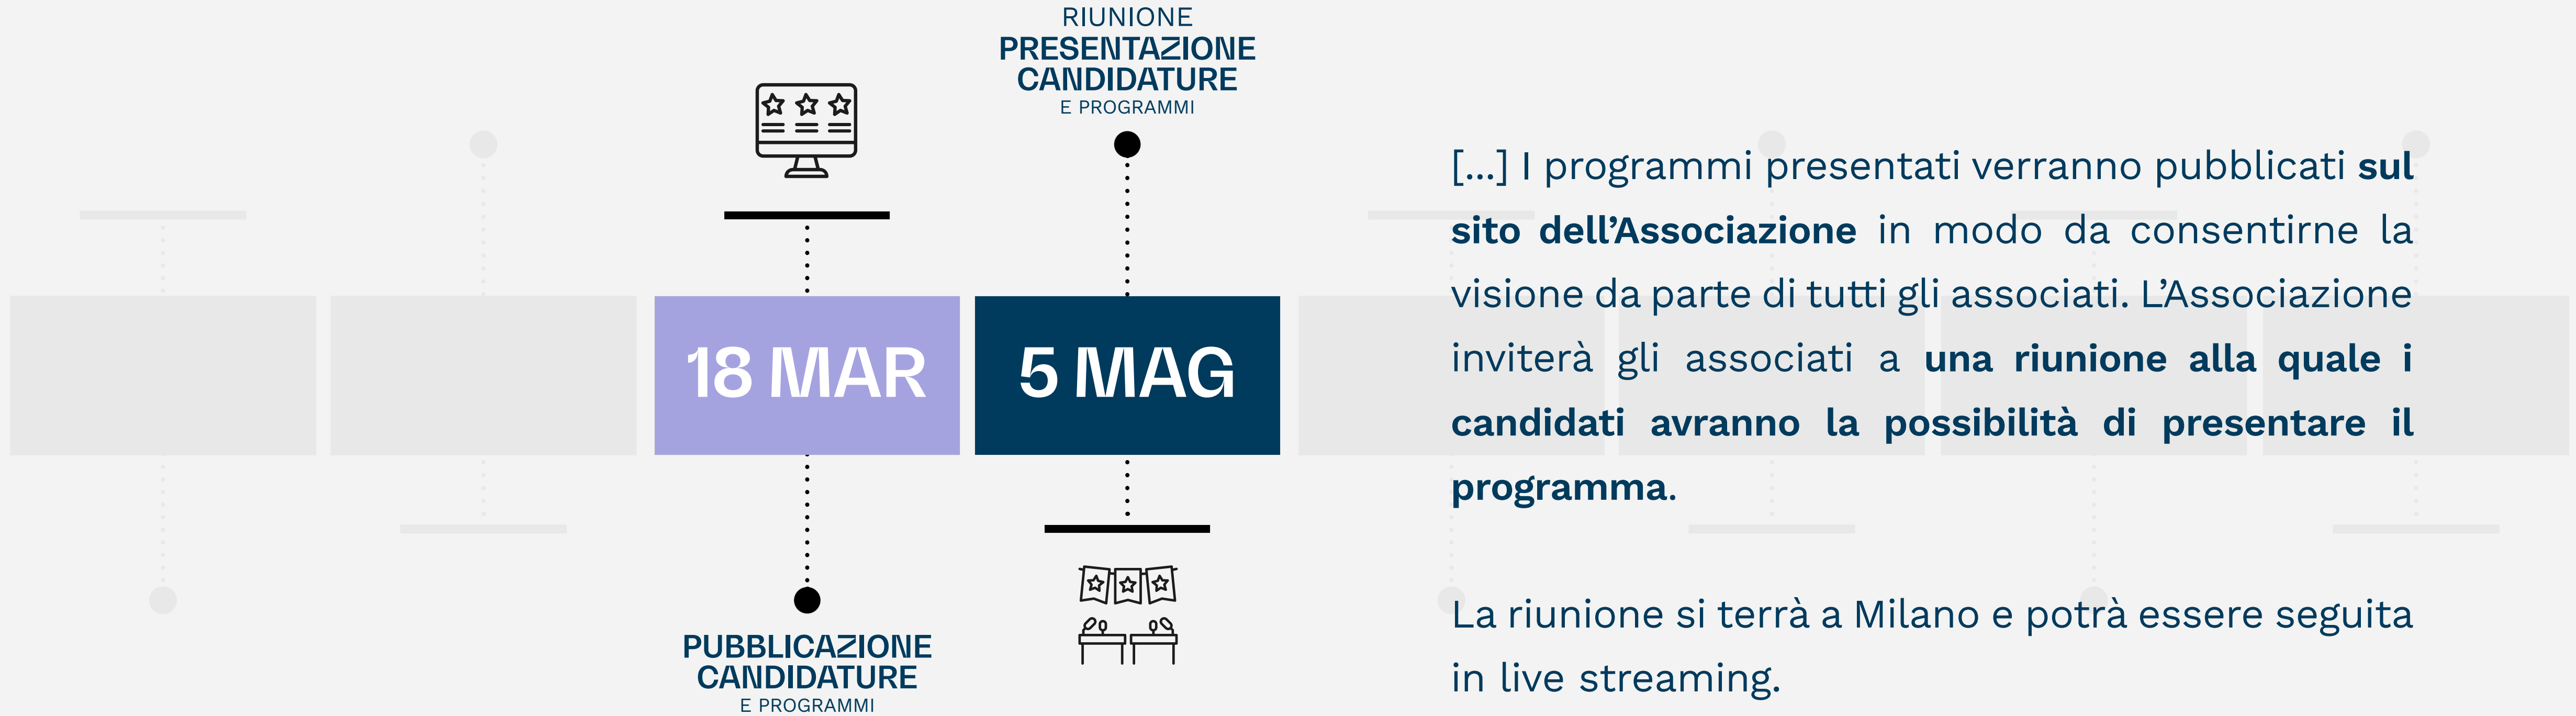 RIUNIONE
PRESENTAZIONE
CANDIDATURE
E PROGRAMMI
18 MAR
5 MAG
PUBBLICAZIONE
CANDIDATURE
E PROGRAMMI
[...] I programmi presentati verranno pubblicati sul
sito dell’Associazione in modo da consentirne la
visione da parte di tutti gli associati. L’Associazione
inviterà gli associati a una riunione alla quale i
candidati avranno la possibilità di presentare il
programma.
La riunione si terrà a Milano e potrà essere seguita
in live streaming.